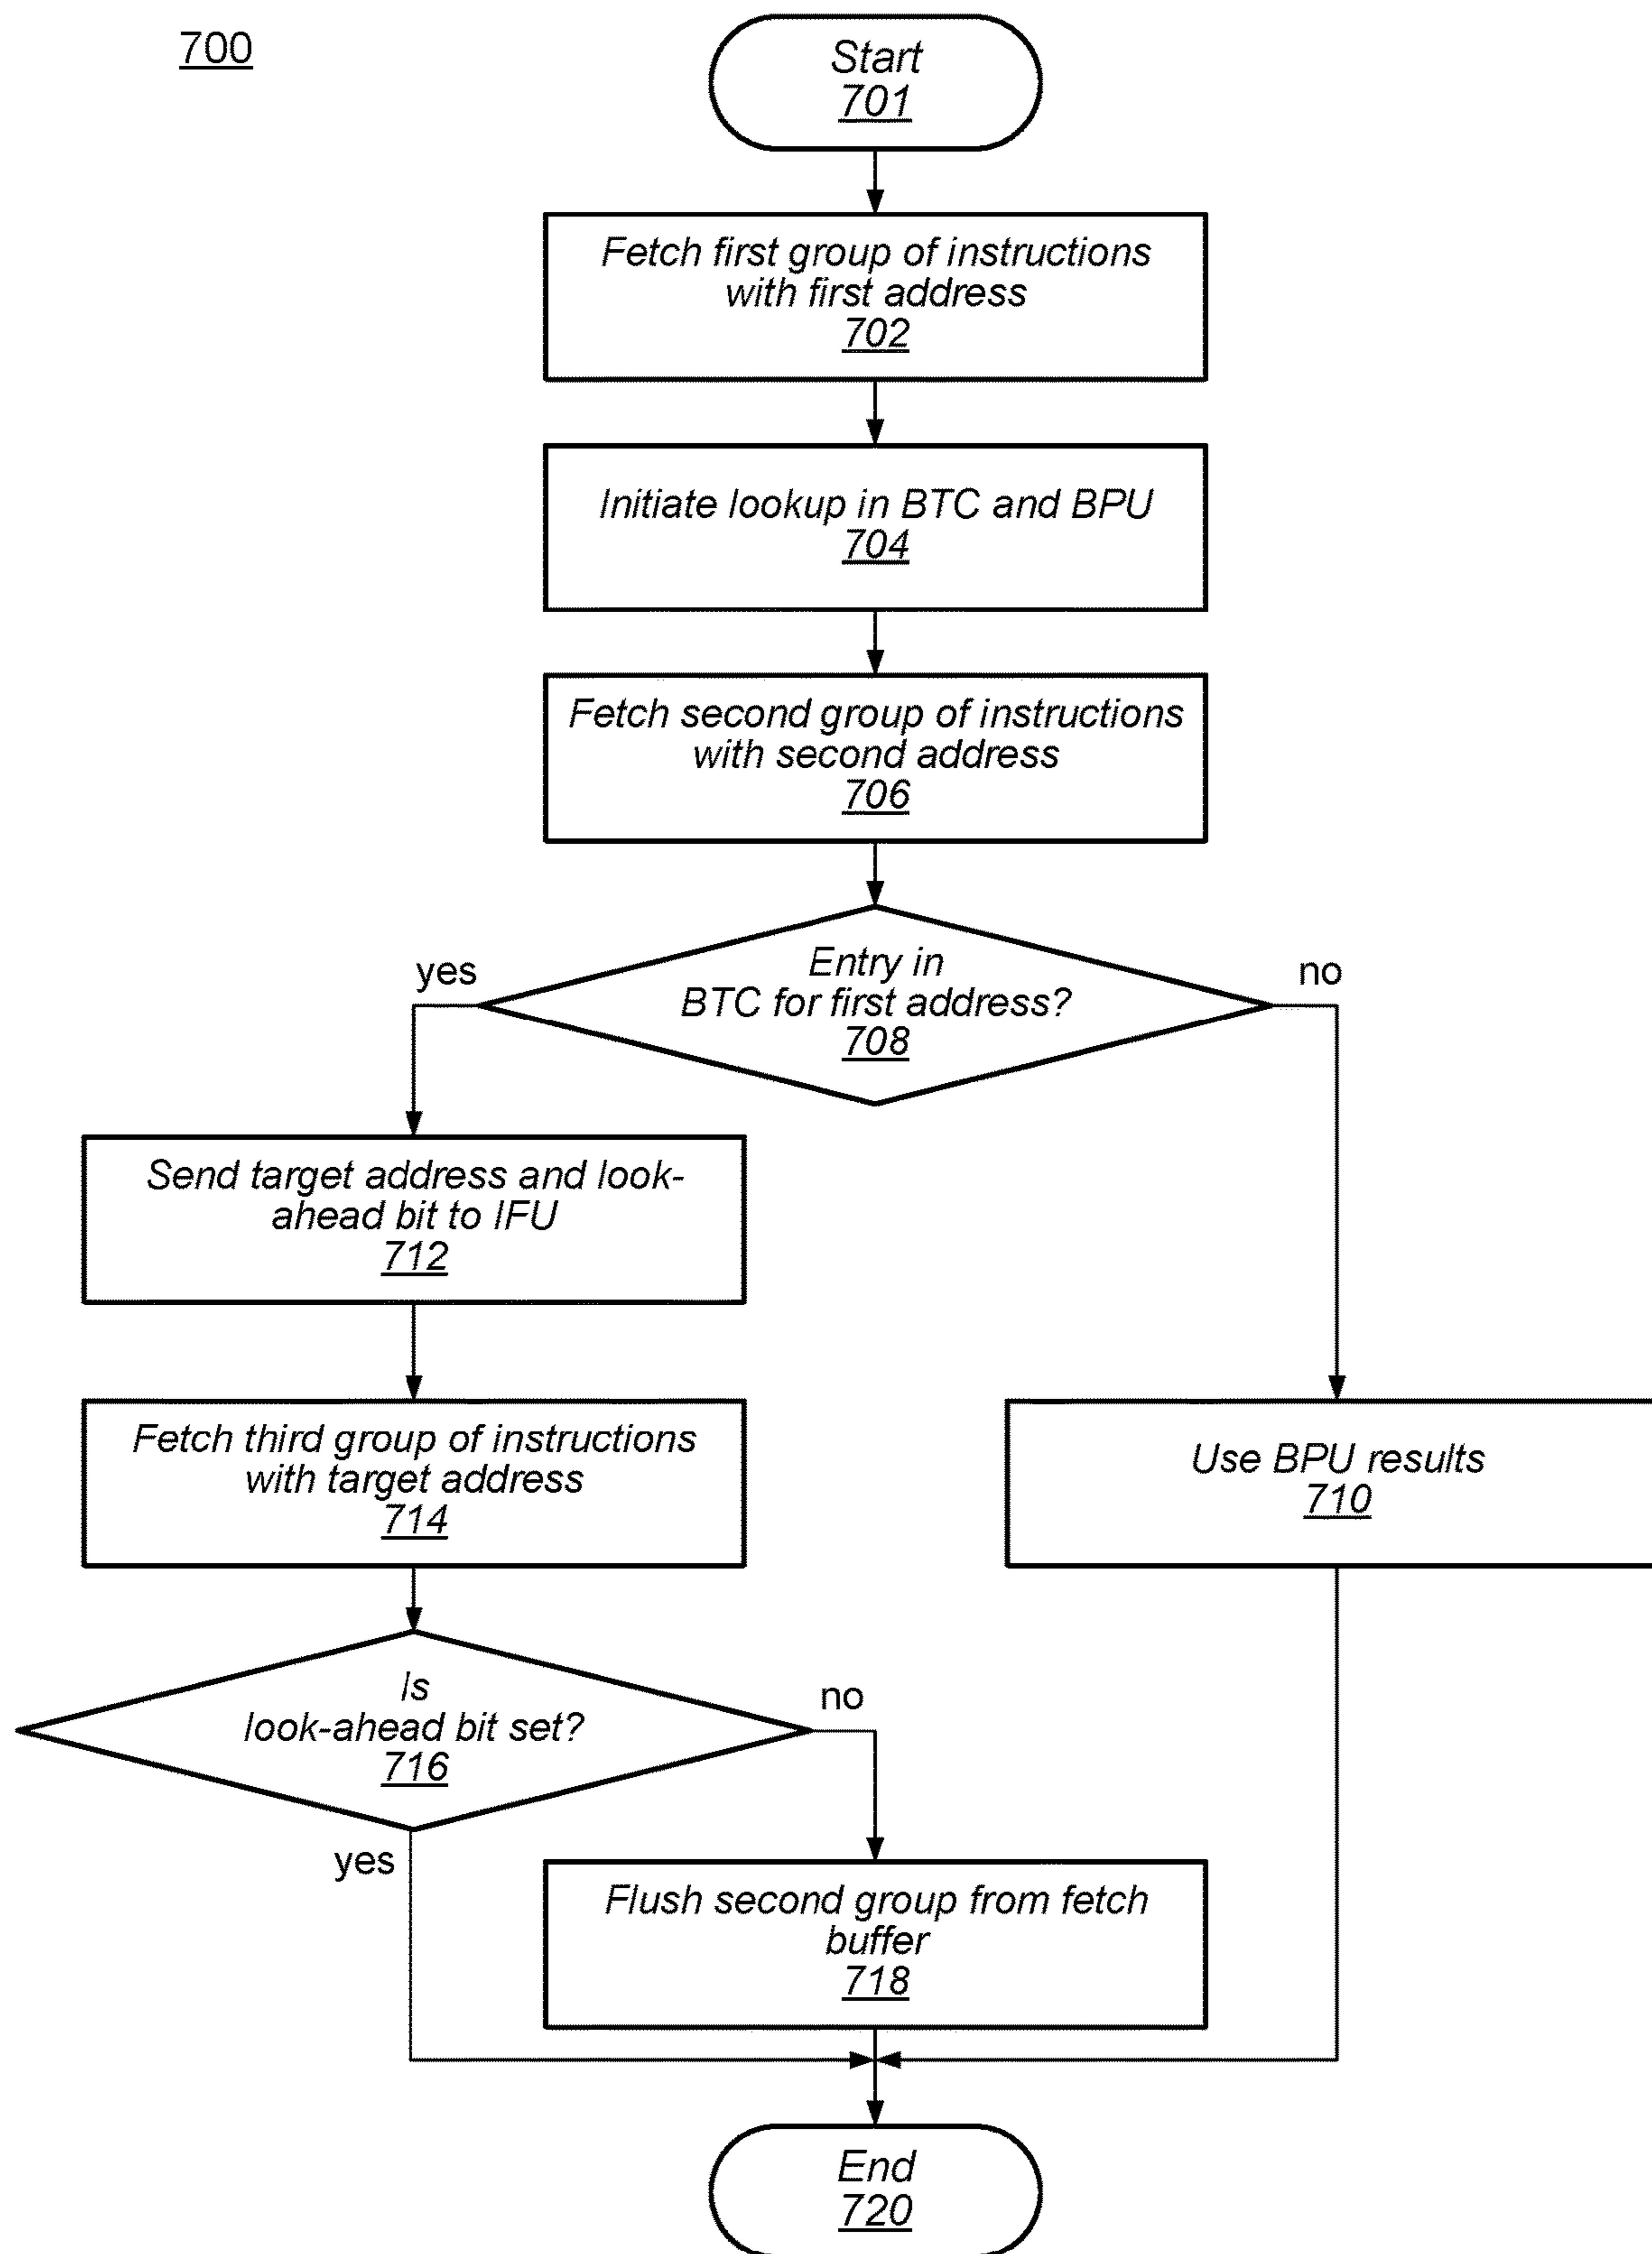 700
Start
701
Fetch first group of instructions
with first address
702
Initiate lookup in BTC and BPU
704
Fetch second group of instructions
with second address
706
Entry in
BTC for first address?
708
yes
no
Send target address and look-
ahead bit to IFU
712
Fetch third group of instructions
with target address
714
Use BPU results
710
Is
look-ahead bit set?
716
no
yes
Flush second group from fetch
buffer
718
End
720